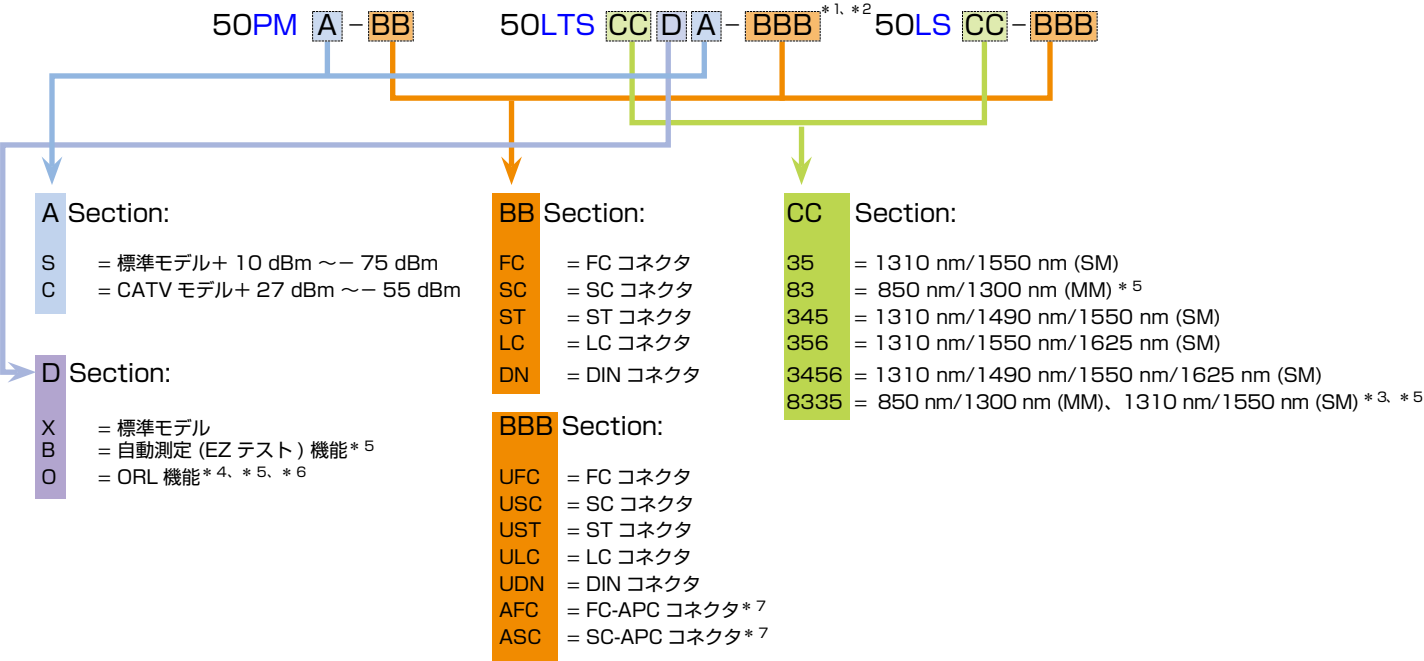 50PM A – BB
50LTS CC D A – BBB *1、*2
50LS CC – BBB
A Section:
S = 標準モデル+ 10 dBm ～− 75 dBm
C = CATV モデル+ 27 dBm ～− 55 dBm
D Section:
X = 標準モデル
B = 自動測定 (EZ テスト) 機能*5
O = ORL 機能*4、*5、*6
BB Section:
FC = FC コネクタ
SC = SC コネクタ
ST = ST コネクタ
LC = LC コネクタ
DN = DIN コネクタ
BBB Section:
UFC = FC コネクタ
USC = SC コネクタ
UST = ST コネクタ
ULC = LC コネクタ
UDN = DIN コネクタ
AFC = FC-APC コネクタ*7
ASC = SC-APC コネクタ*7
CC Section:
35 = 1310 nm/1550 nm (SM)
83 = 850 nm/1300 nm (MM) *5
345 = 1310 nm/1490 nm/1550 nm (SM)
356 = 1310 nm/1550 nm/1625 nm (SM)
3456 = 1310 nm/1490 nm/1550 nm/1625 nm (SM)
8335 = 850 nm/1300 nm (MM)、1310 nm/1550 nm (SM) *3、*5